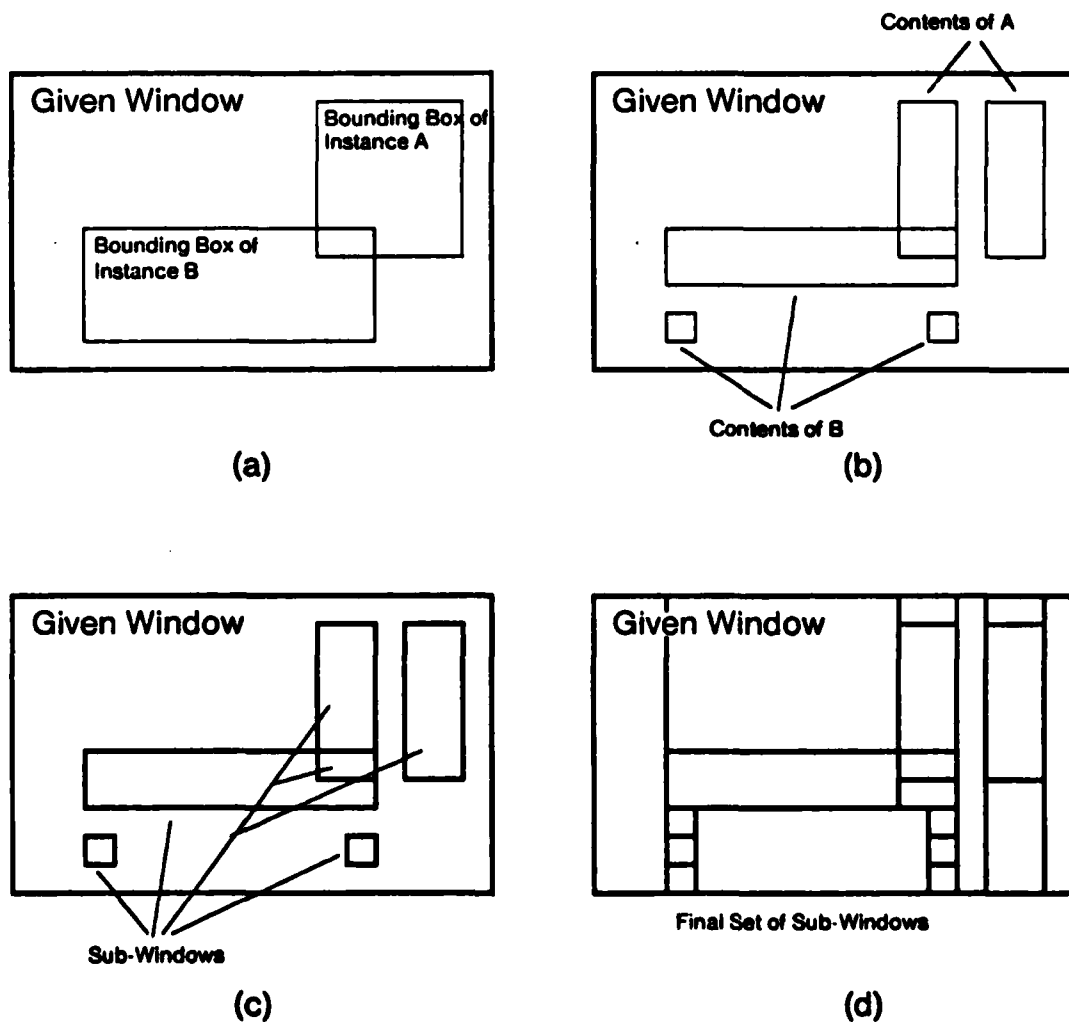 Contents of A
Given Window
Bounding Box of
Instance A
Bounding Box of
Instance B
Given Window
Contents of B
(a)
(b)
Given Window
Sub-Windows
Given Window
Final Set of Sub-Windows
(c)
(d)